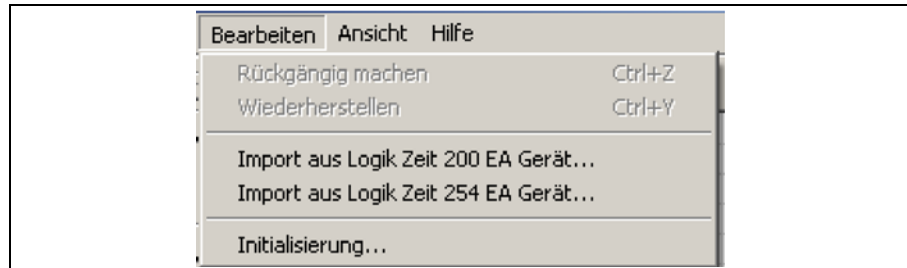 Bearbeiten Ansicht Hilfe
Rückgängig machen Ctrl+Z
Wiederherstellen Ctrl+Y
Import aus Logik Zeit 200 EA Gerät...
Import aus Logik Zeit 254 EA Gerät...
Initialisierung...